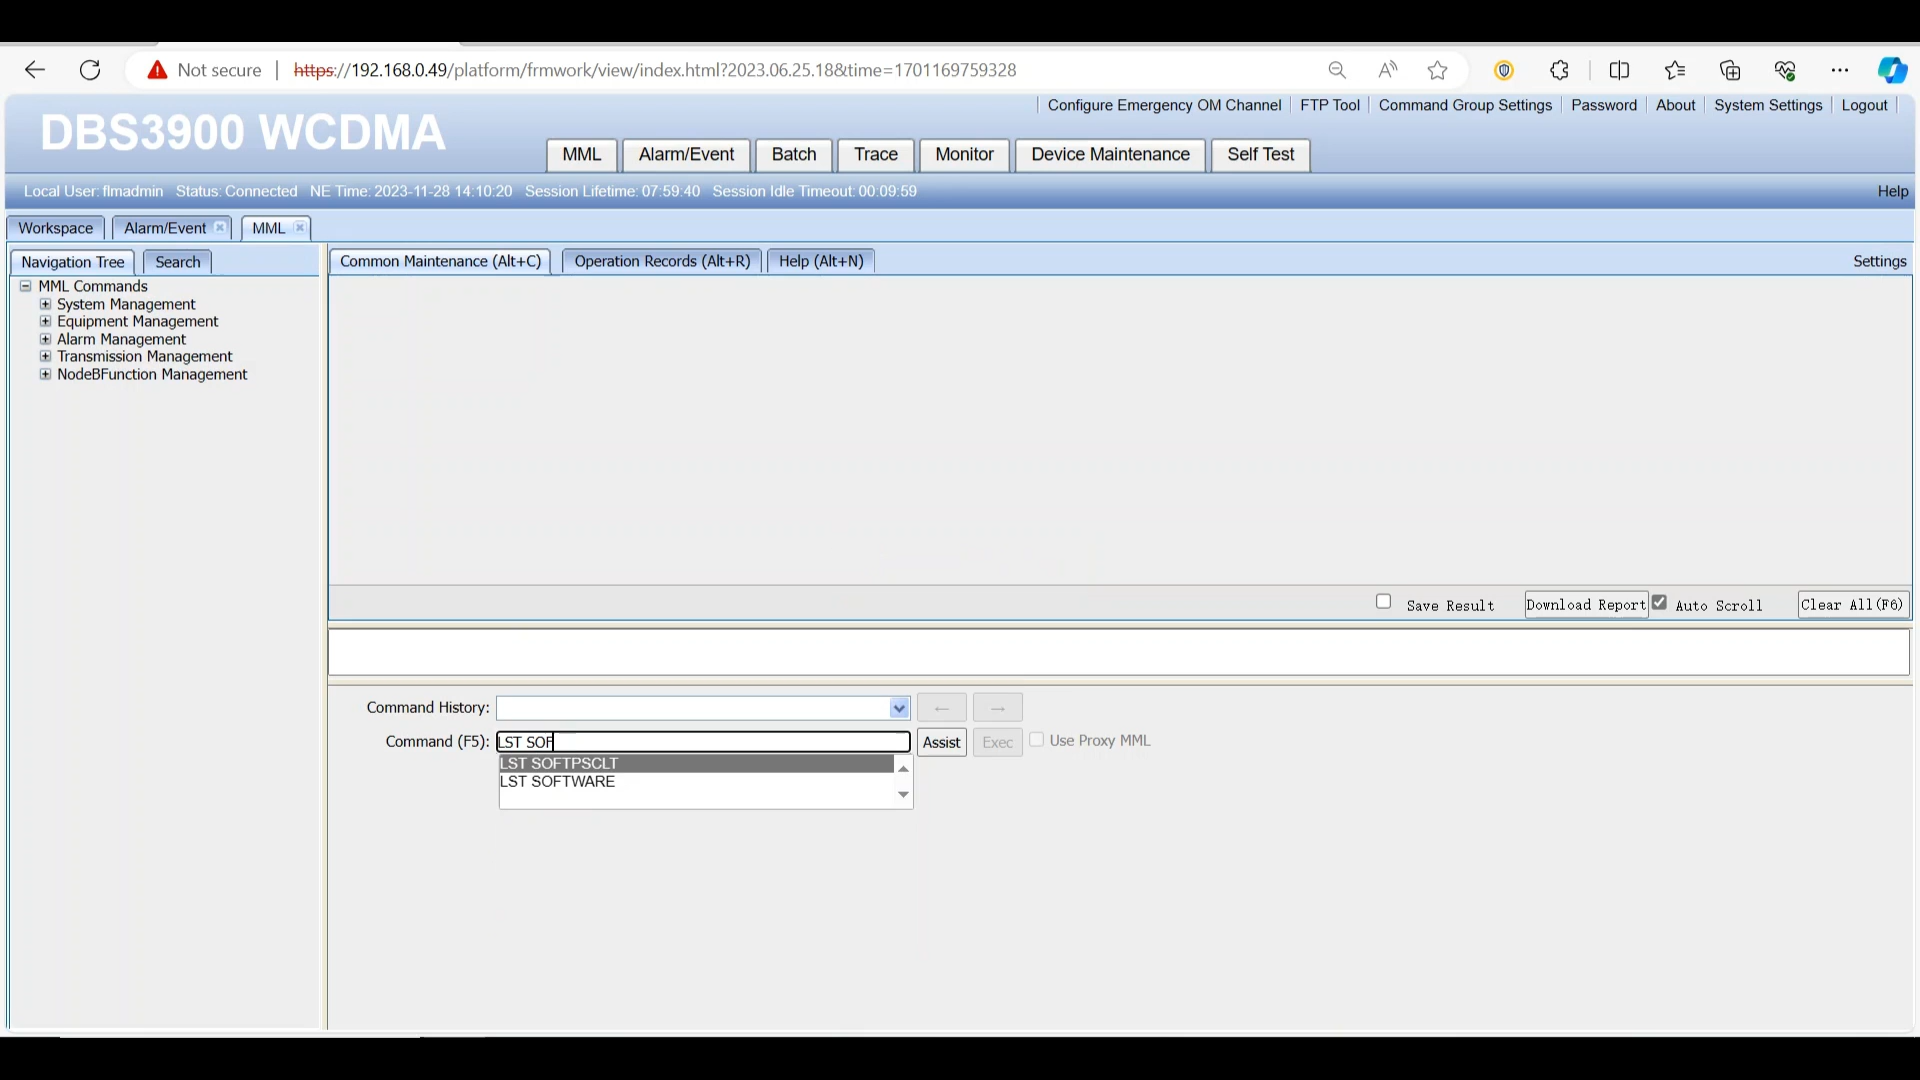 Not secure | https://192.168.0.49/platform/frmwork/view/index.html?2023.06.25.18&time=1701169759328
Configure Emergency OM Channel | FTP Tool | Command Group Settings | Password | About | System Settings | Logout
DBS3900 WCDMA
MML Alarm/Event Batch Trace Monitor Device Maintenance Self Test
Local User: flmadmin Status: Connected NE Time: 2023-11-28 14:10:20 Session Lifetime: 07:59:40 Session Idle Timeout: 00:09:59 Help
Workspace Alarm/Event MML
Navigation Tree Search Common Maintenance (Alt+C) Operation Records (Alt+R) Help (Alt+N) Settings
MML Commands
System Management
Equipment Management
Alarm Management
Transmission Management
NodeBFunction Management
Save Result Download Report Auto Scroll Clear All(F6)
Command History: ← →
Command (F5): LST SOF Assist Exec Use Proxy MML
LST SOFTPSCLT
LST SOFTWARE